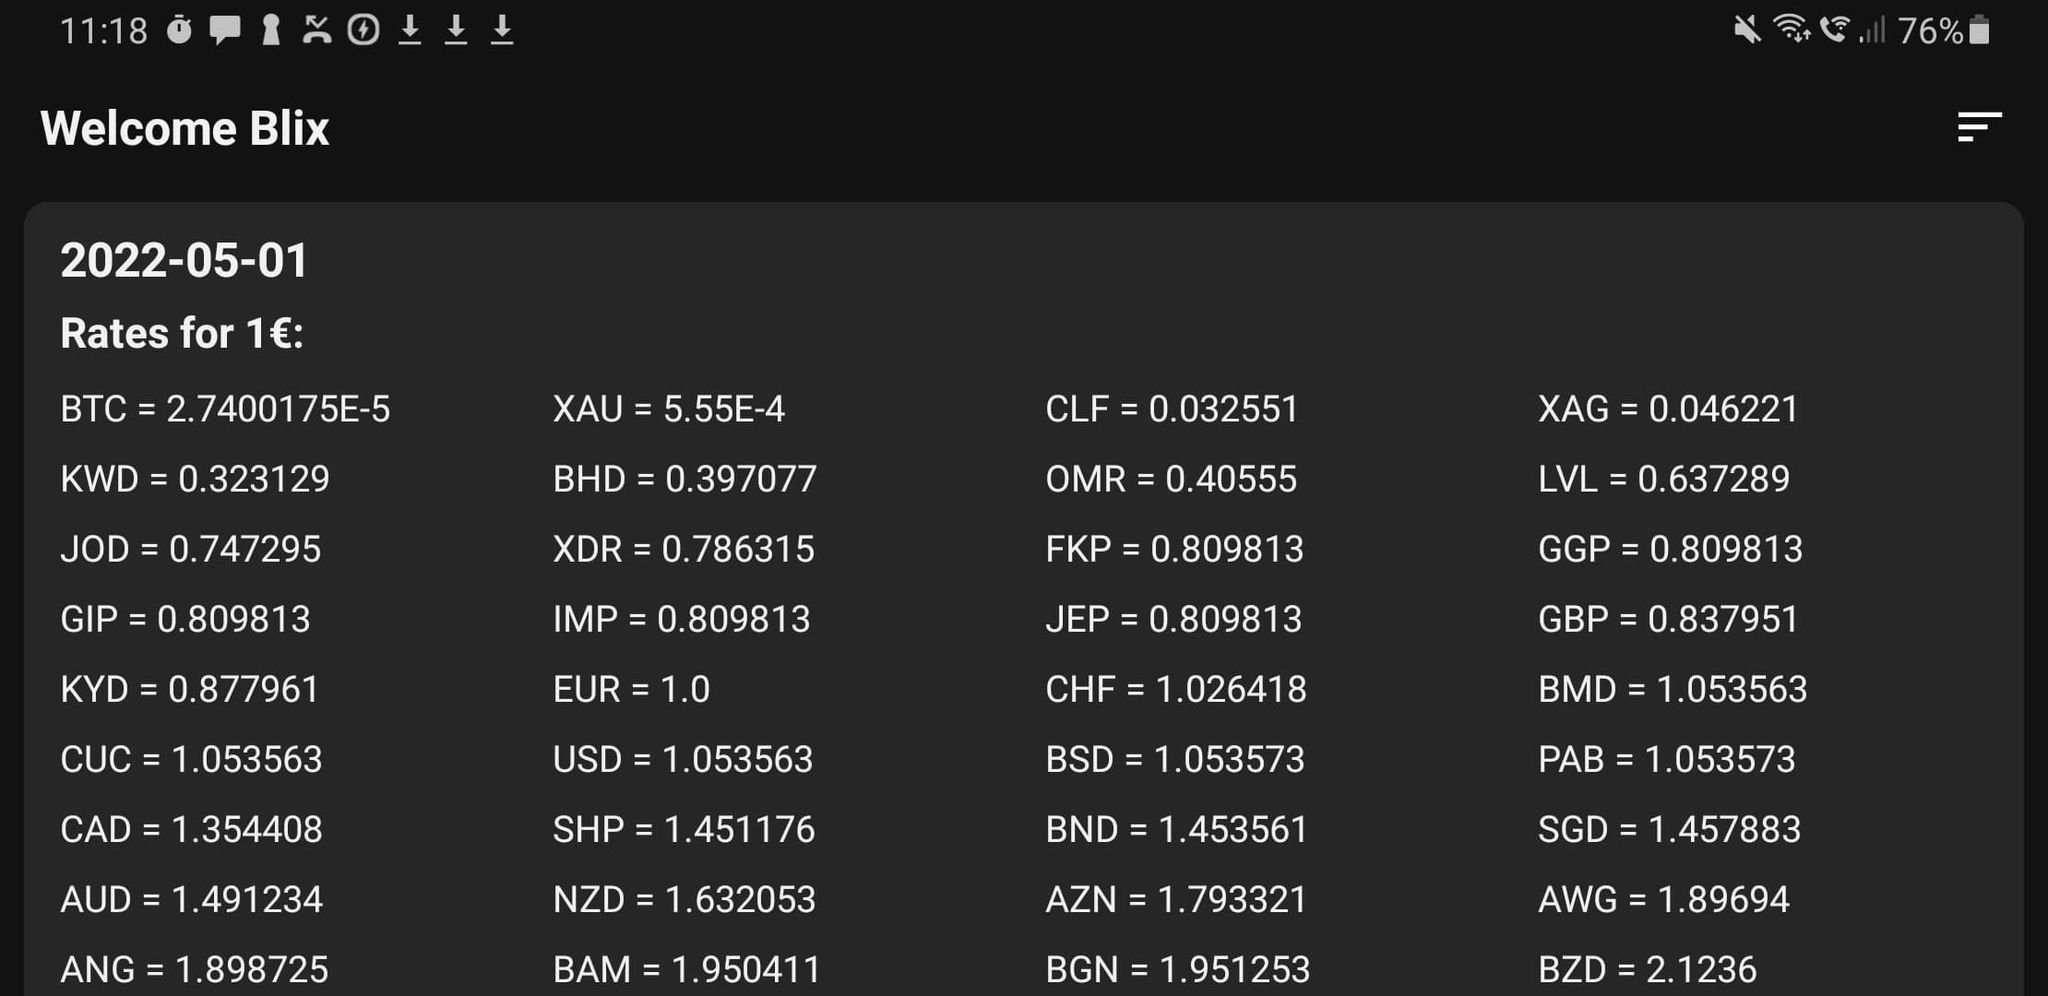 11:18 76%
Welcome Blix
2022-05-01
Rates for 1€:
BTC = 2.7400175E-5 XAU = 5.55E-4 CLF = 0.032551 XAG = 0.046221
KWD = 0.323129 BHD = 0.397077 OMR = 0.40555 LVL = 0.637289
JOD = 0.747295 XDR = 0.786315 FKP = 0.809813 GGP = 0.809813
GIP = 0.809813 IMP = 0.809813 JEP = 0.809813 GBP = 0.837951
KYD = 0.877961 EUR = 1.0 CHF = 1.026418 BMD = 1.053563
CUC = 1.053563 USD = 1.053563 BSD = 1.053573 PAB = 1.053573
CAD = 1.354408 SHP = 1.451176 BND = 1.453561 SGD = 1.457883
AUD = 1.491234 NZD = 1.632053 AZN = 1.793321 AWG = 1.89694
ANG = 1.898725 BAM = 1.950411 BGN = 1.951253 BZD = 2.1236